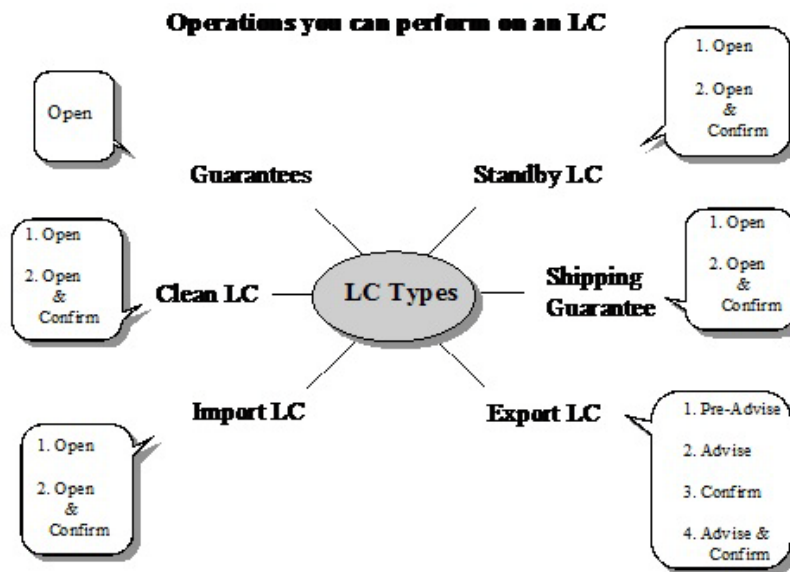 Operations you can perform on an LC
Open
Guarantees
1. Open
2. Open
&
Confirm
Standby LC
1. Open
2. Open
&
Confirm
Clean LC
LC Types
Shipping
Guarantee
1. Open
2. Open
&
Confirm
Import LC
1. Open
2. Open
&
Confirm
Export LC
1. Pre-Advise
2. Advise
3. Confirm
4. Advise &
Confirm